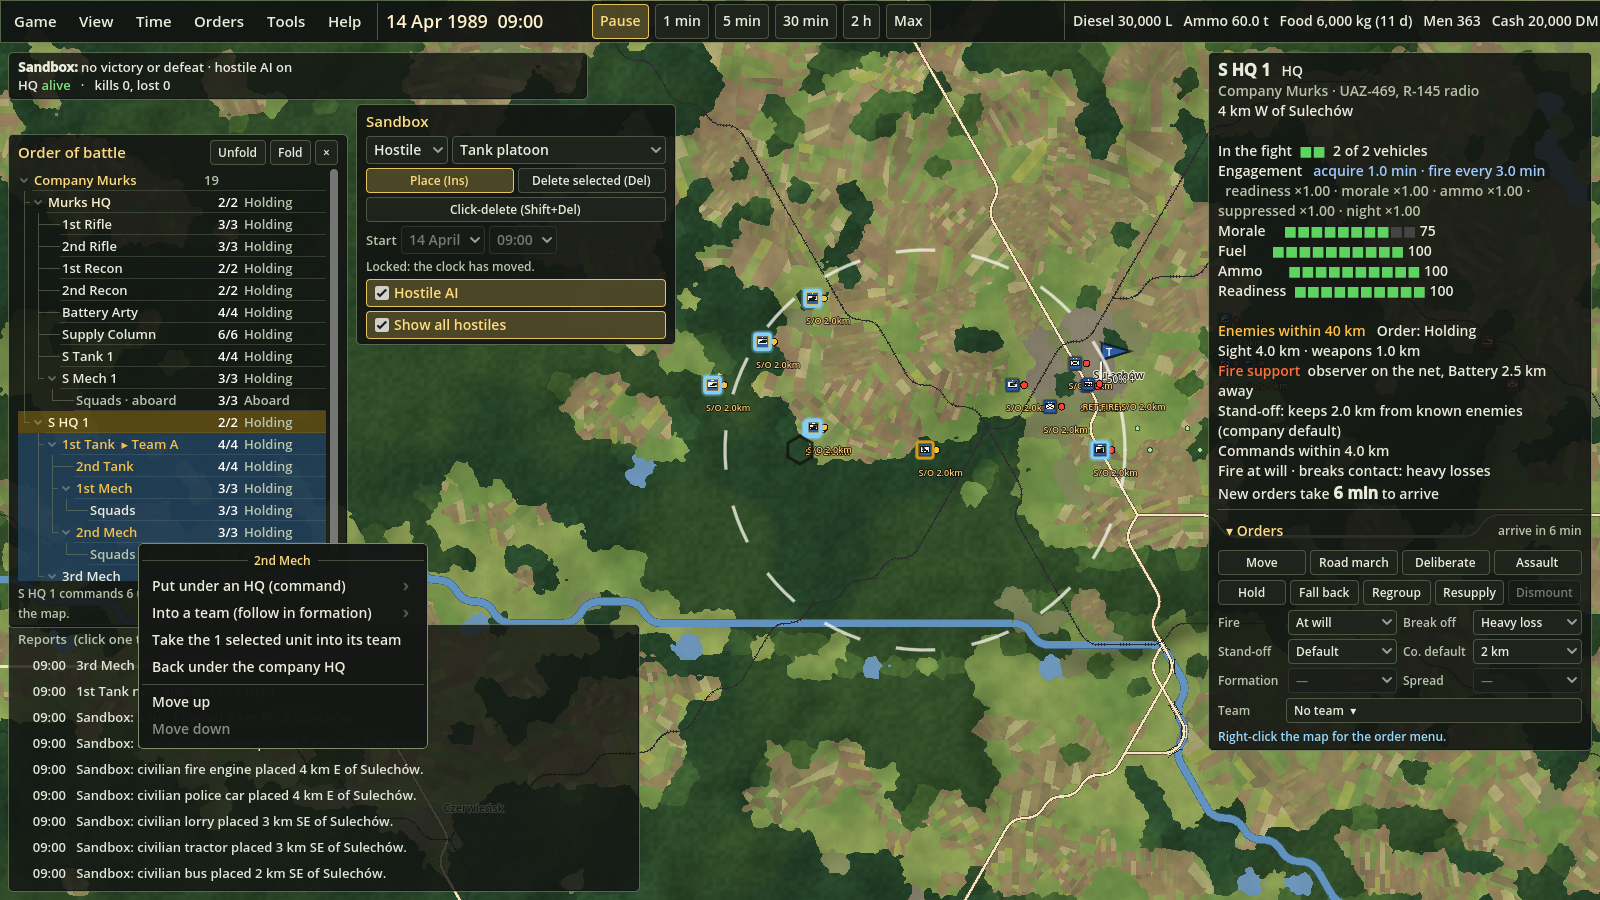 Game View Time Orders Tools Help 14 Apr 1989 09:00 Pause 1 min 5 min 30 min 2 h Max Diesel 30,000 L Ammo 60.0 t Food 6,000 kg (11 d) Men 363 Cash 20,000 DM
Sandbox: no victory or defeat · hostile AI on
HQ alive · kills 0, lost 0
Order of battle Unfold Fold ×
Company Murks 19
Murks HQ 2/2 Holding
1st Rifle 3/3 Holding
2nd Rifle 3/3 Holding
1st Recon 2/2 Holding
2nd Recon 2/2 Holding
Battery Arty 4/4 Holding
Supply Column 6/6 Holding
S Tank 1 4/4 Holding
S Mech 1 3/3 Holding
Squads · aboard 3/3 Aboard
S HQ 1 2/2 Holding
1st Tank ▸ Team A 4/4 Holding
2nd Tank 4/4 Holding
1st Mech 3/3 Holding
Squads 3/3 Holding
2nd Mech 3/3 Holding
Squads
3rd Mech
S HQ 1 commands 6
the map.
2nd Mech
Put under an HQ (command) ›
Into a team (follow in formation) ›
Take the 1 selected unit into its team
Back under the company HQ
Move up
Move down
Reports (click one t
09:00 3rd Mech
09:00 1st Tank
09:00 Sandbox:
09:00 Sandbox:
09:00 Sandbox: civilian fire engine placed 4 km E of Sulechów.
09:00 Sandbox: civilian police car placed 4 km E of Sulechów.
09:00 Sandbox: civilian lorry placed 3 km SE of Sulechów.
09:00 Sandbox: civilian tractor placed 3 km SE of Sulechów.
09:00 Sandbox: civilian bus placed 2 km SE of Sulechów.
Czerwieńsk
Sandbox
Hostile Tank platoon
Place (Ins) Delete selected (Del)
Click-delete (Shift+Del)
Start 14 April 09:00
Locked: the clock has moved.
Hostile AI
Show all hostiles
S/O 2.0km
S/O 2.0km
S/O 2.0km
S/O 2.0km
S/O 2.0km
S/O 2.0km
S/O 2.0km
S/O 2.0km
T
S HQ 1 HQ
Company Murks · UAZ-469, R-145 radio
4 km W of Sulechów
In the fight 2 of 2 vehicles
Engagement acquire 1.0 min · fire every 3.0 min
readiness ×1.00 · morale ×1.00 · ammo ×1.00 ·
suppressed ×1.00 · night ×1.00
Morale 75
Fuel 100
Ammo 100
Readiness 100
Enemies within 40 km Order: Holding
Sight 4.0 km · weapons 1.0 km
Fire support observer on the net, Battery 2.5 km
away
Stand-off: keeps 2.0 km from known enemies
(company default)
Commands within 4.0 km
Fire at will · breaks contact: heavy losses
New orders take 6 min to arrive
▾ Orders arrive in 6 min
Move Road march Deliberate Assault
Hold Fall back Regroup Resupply Dismount
Fire At will Break off Heavy loss
Stand-off Default Co. default 2 km
Formation — Spread —
Team No team ▾
Right-click the map for the order menu.